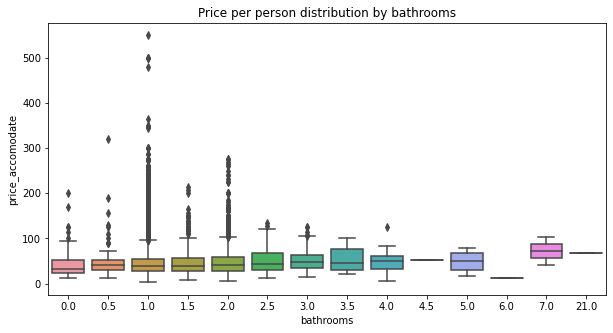 Price per person distribution by bathrooms
price_accomodate
500
400
300
200
100
0
0.0 0.5 1.0 1.5 2.0 2.5 3.0 3.5 4.0 4.5 5.0 6.0 7.0 21.0
bathrooms